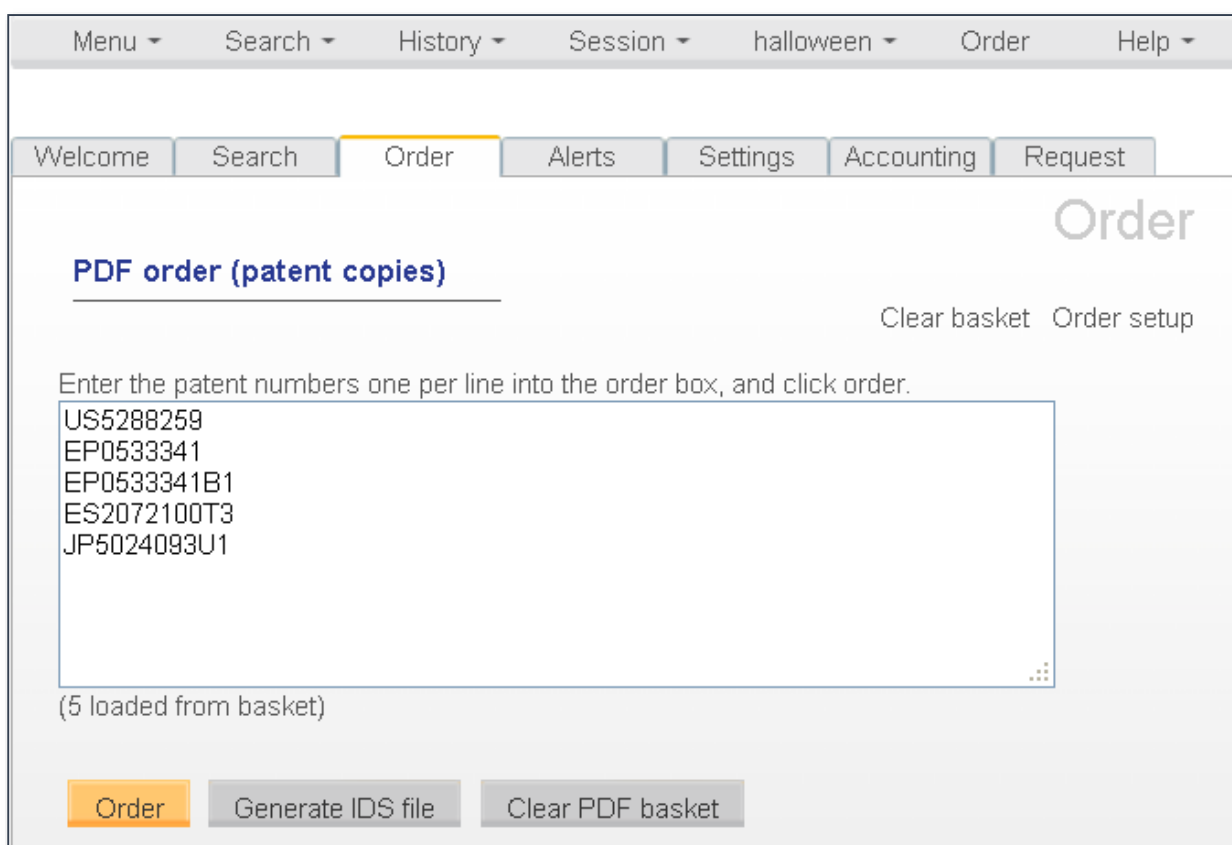 Menu Search History Session halloween Order Help
Welcome Search Order Alerts Settings Accounting Request
Order
PDF order (patent copies)
Clear basket Order setup
Enter the patent numbers one per line into the order box, and click order.
US5288259
EP0533341
EP0533341B1
ES2072100T3
JP5024093U1
(5 loaded from basket)
Order Generate IDS file Clear PDF basket